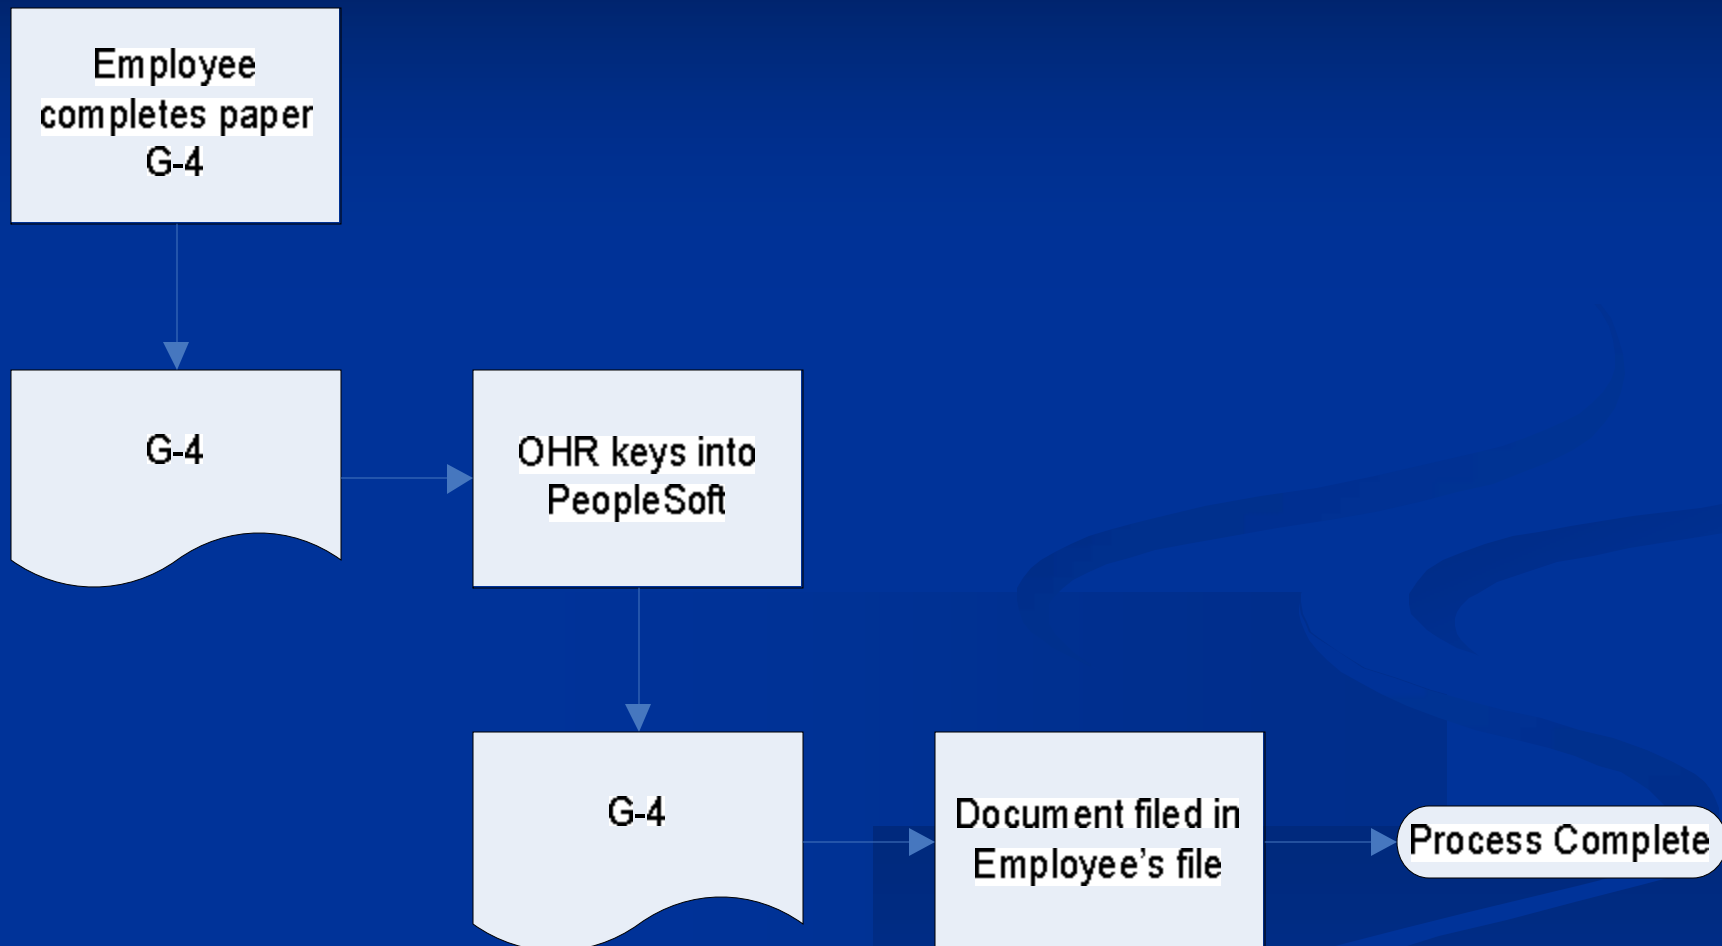 Employee
completes paper
G-4
G-4
OHR keys into
PeopleSoft
G-4
Document filed in
Employee’s file
Process Complete